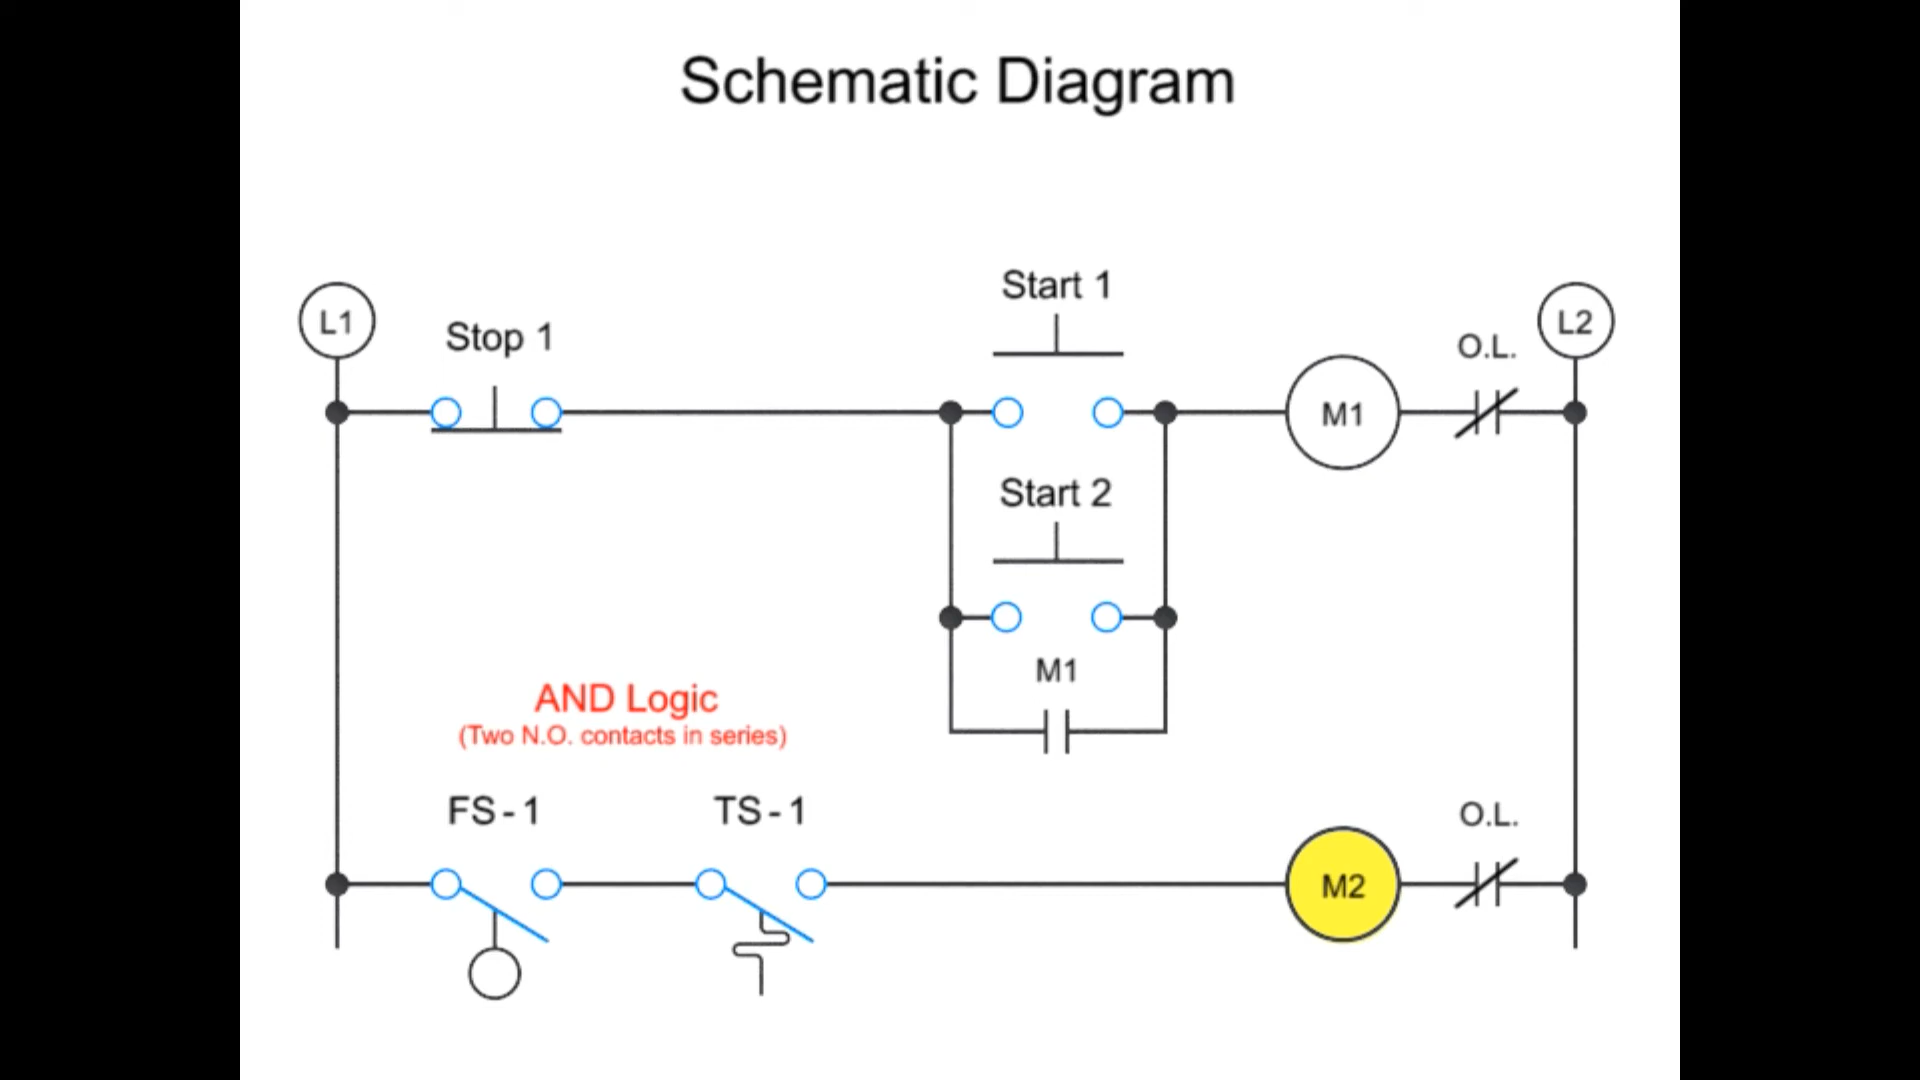 Schematic Diagram
Start 1
L1
L2
Stop 1
O.L.
M1
Start 2
M1
AND Logic
(Two N.O. contacts in series)
FS - 1
TS - 1
O.L.
M2